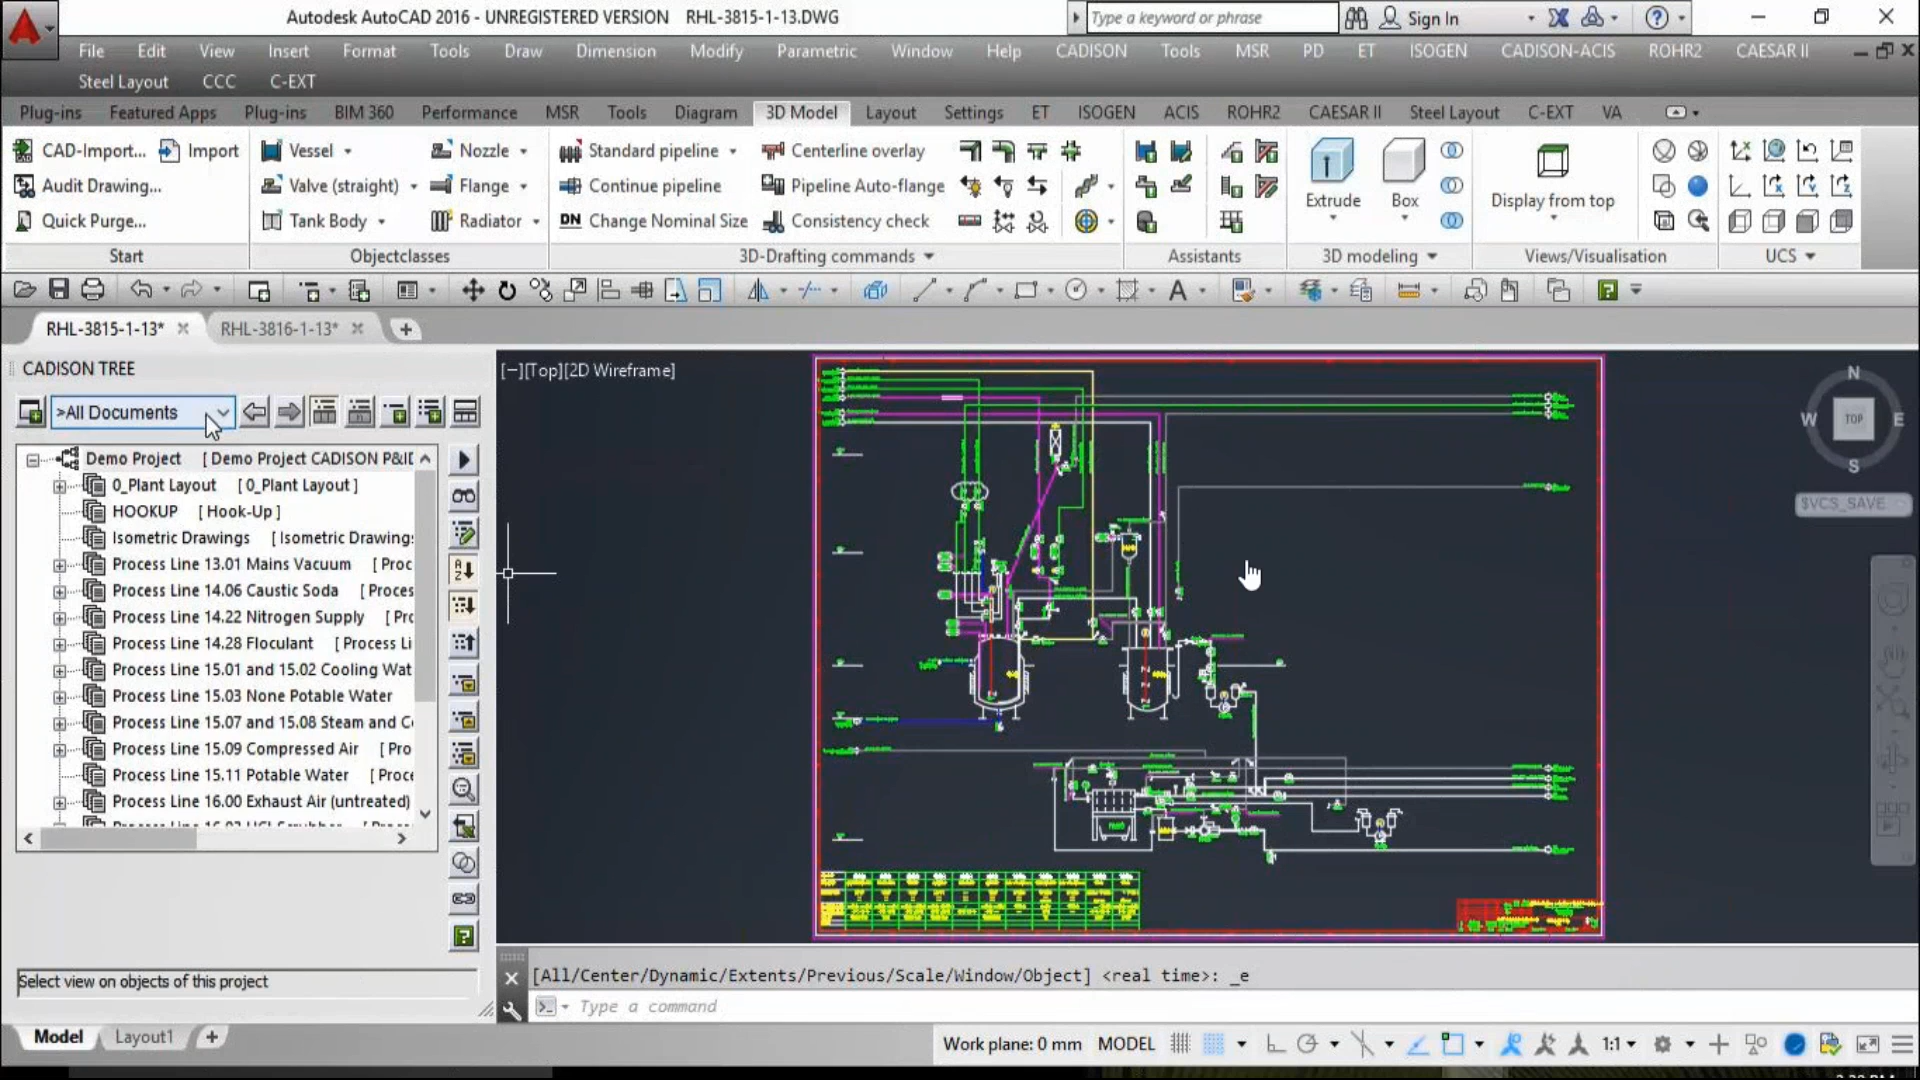 Autodesk AutoCAD 2016 - UNREGISTERED VERSION RHL-3815-1-13.DWG
Type a keyword or phrase
Sign In
File Edit View Insert Format Tools Draw Dimension Modify Parametric Window Help CADISON Tools MSR PD ET ISOGEN CADISON-ACIS ROHR2 CAESAR II
Steel Layout CCC C-EXT
Plug-ins Featured Apps Plug-ins BIM 360 Performance MSR Tools Diagram 3D Model Layout Settings ET ISOGEN ACIS ROHR2 CAESAR II Steel Layout C-EXT VA
CAD-Import... Import Vessel Nozzle Standard pipeline Centerline overlay
Audit Drawing... Valve (straight) Flange Continue pipeline Pipeline Auto-flange
Extrude Box Display from top
Quick Purge... Tank Body Radiator DN Change Nominal Size Consistency check
Start Objectclasses 3D-Drafting commands Assistants 3D modeling Views/Visualisation UCS
RHL-3815-1-13* RHL-3816-1-13*
CADISON TREE
>All Documents
Demo Project [ Demo Project CADISON P&ID
0_Plant Layout [ 0_Plant Layout ]
HOOKUP [ Hook-Up ]
Isometric Drawings [ Isometric Drawings
Process Line 13.01 Mains Vacuum [ Proc
Process Line 14.06 Caustic Soda [ Proces
Process Line 14.22 Nitrogen Supply [ Prc
Process Line 14.28 Floculant [ Process Li
Process Line 15.01 and 15.02 Cooling Wat
Process Line 15.03 None Potable Water
Process Line 15.07 and 15.08 Steam and C
Process Line 15.09 Compressed Air [ Pro
Process Line 15.11 Potable Water [ Proce
Process Line 16.00 Exhaust Air (untreated)
Select view on objects of this project
[−][Top][2D Wireframe]
N
W TOP E
S
$VCS_SAVE
[All/Center/Dynamic/Extents/Previous/Scale/Window/Object] <real time>: _e
Type a command
Model Layout1
Work plane: 0 mm MODEL 1:1